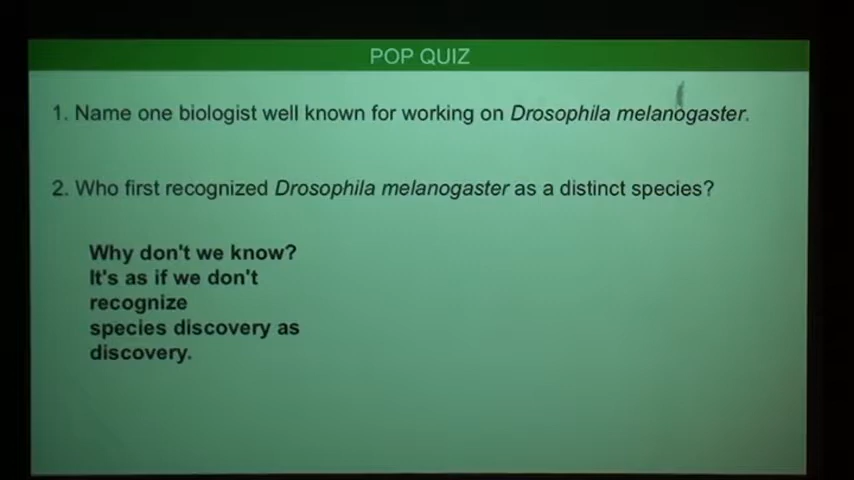 POP QUIZ
1. Name one biologist well known for working on Drosophila melanogaster.
2. Who first recognized Drosophila melanogaster as a distinct species?
Why don't we know?
It's as if we don't
recognize
species discovery as
discovery.